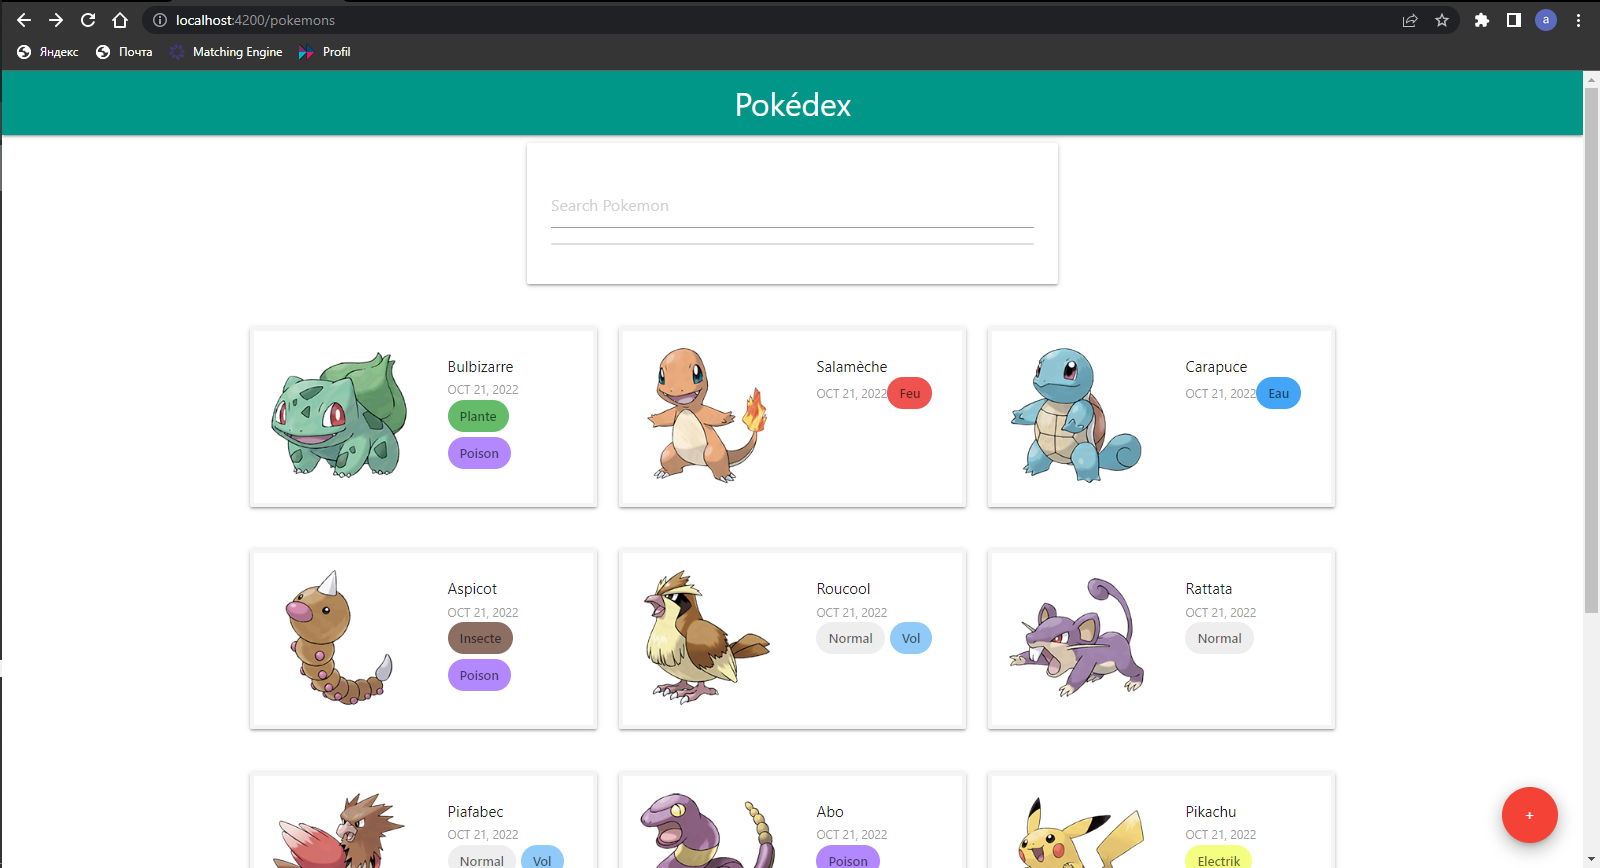 localhost:4200/pokemons
a
Яндекс Почта Matching Engine Profil
Pokédex
Search Pokemon
Bulbizarre
OCT 21, 2022
Plante
Poison
Salamèche
OCT 21, 2022 Feu
Carapuce
OCT 21, 2022 Eau
Aspicot
OCT 21, 2022
Insecte
Poison
Roucool
OCT 21, 2022
Normal Vol
Rattata
OCT 21, 2022
Normal
Piafabec
OCT 21, 2022
Normal Vol
Abo
OCT 21, 2022
Poison
Pikachu
OCT 21, 2022
Electrik
+